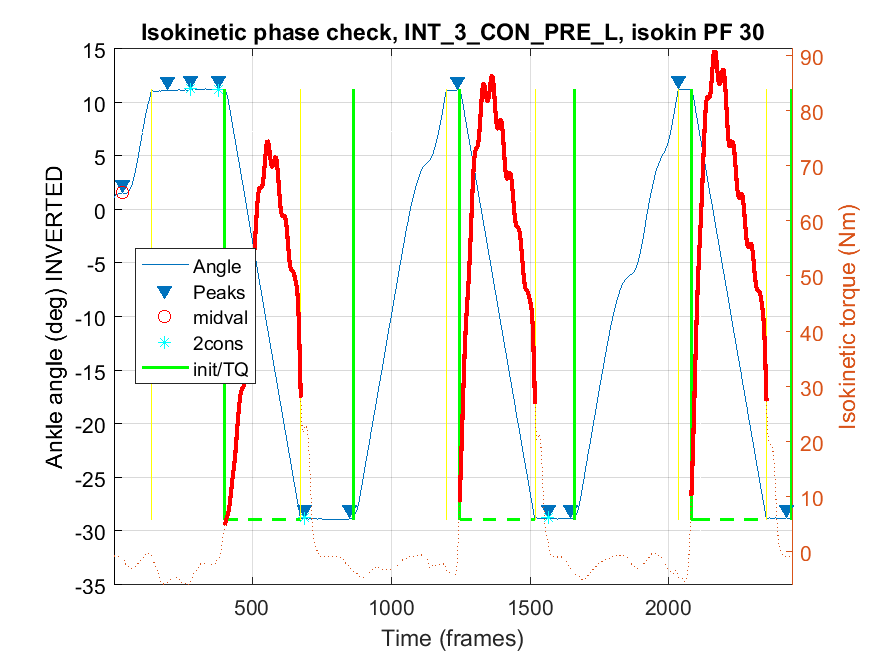 Isokinetic phase check, INT_3_CON_PRE_L, isokin PF 30
15
10
5
0
-5
-10
-15
-20
-25
-30
-35
Ankle angle (deg) INVERTED
Angle
Peaks
midval
2cons
init/TQ
90
80
70
60
50
40
30
20
10
0
Isokinetic torque (Nm)
500
1000
1500
2000
Time (frames)